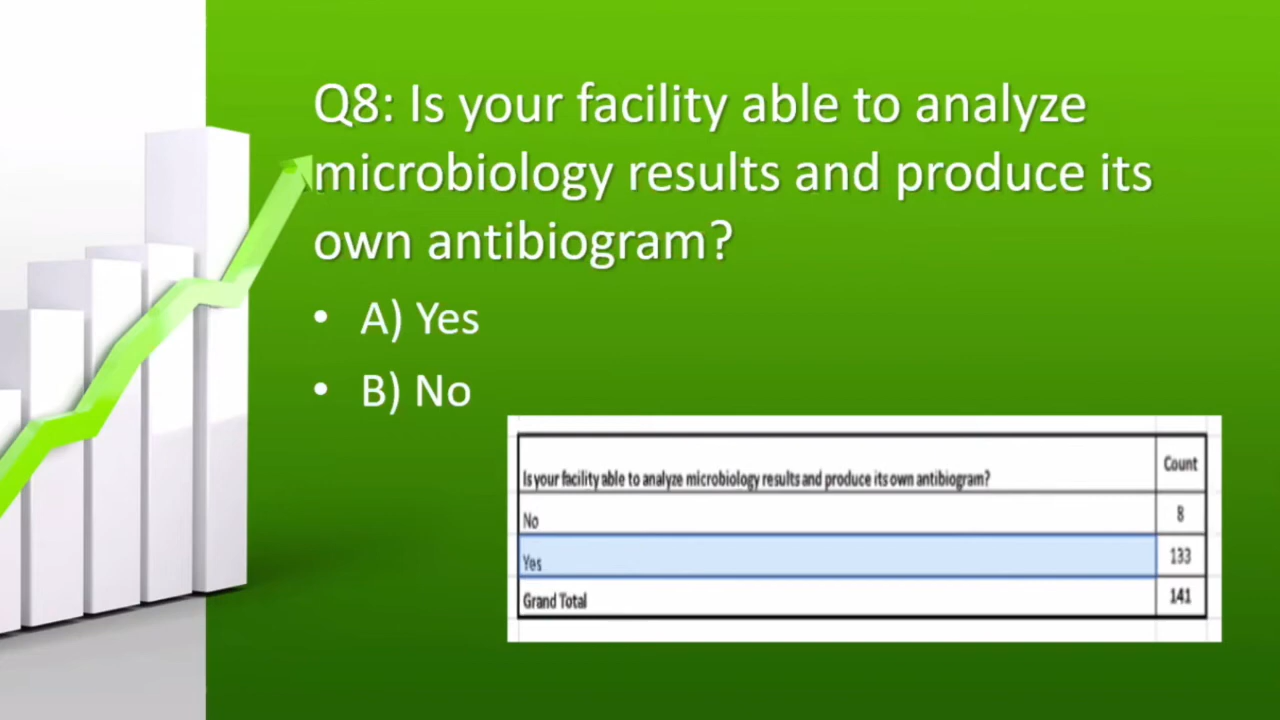 Q8: Is your facility able to analyze
microbiology results and produce its
own antibiogram?
• A) Yes
• B) No
Is your facility able to analyze microbiology results and produce its own antibiogram? Count
No 8
Yes 133
Grand Total 141